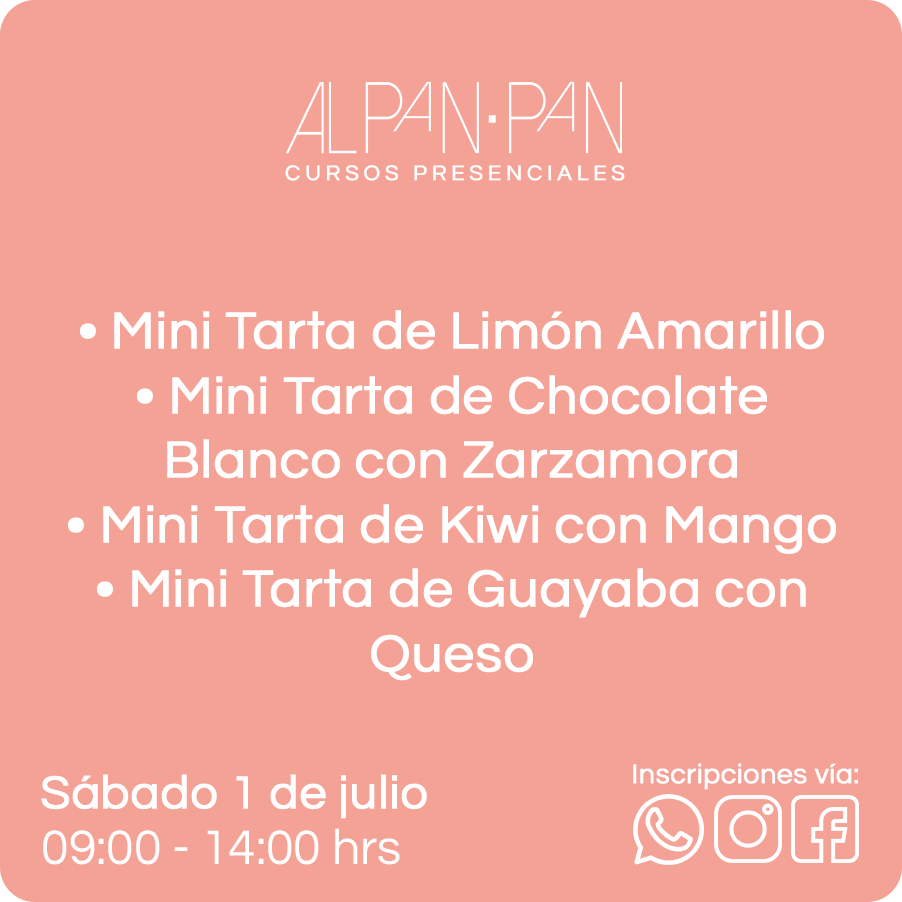 ALPAN·PAN
CURSOS PRESENCIALES
• Mini Tarta de Limón Amarillo
• Mini Tarta de Chocolate
Blanco con Zarzamora
• Mini Tarta de Kiwi con Mango
• Mini Tarta de Guayaba con
Queso
Sábado 1 de julio
09:00 - 14:00 hrs
Inscripciones vía: